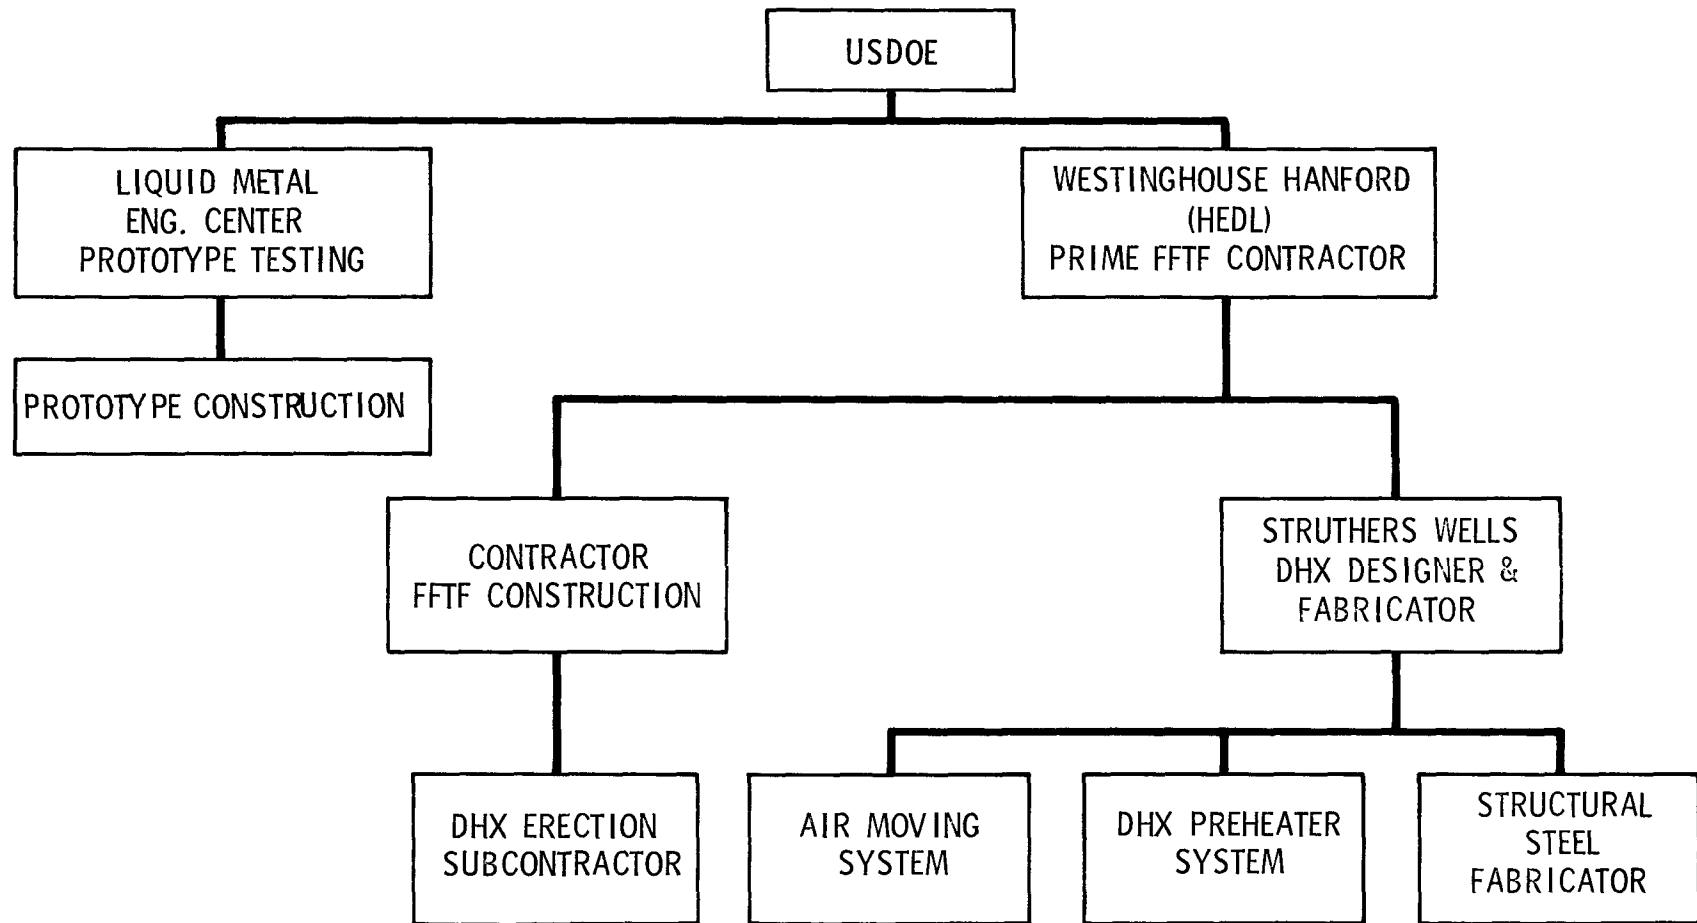 USDOE
LIQUID METAL
ENG. CENTER
PROTOTYPE TESTING
WESTINGHOUSE HANFORD
(HEDL)
PRIME FFTF CONTRACTOR
PROTOTYPE CONSTRUCTION
CONTRACTOR
FFTF CONSTRUCTION
STRUTHERS WELLS
DHX DESIGNER &
FABRICATOR
DHX ERECTION
SUBCONTRACTOR
AIR MOVING
SYSTEM
DHX PREHEATER
SYSTEM
STRUCTURAL
STEEL
FABRICATOR